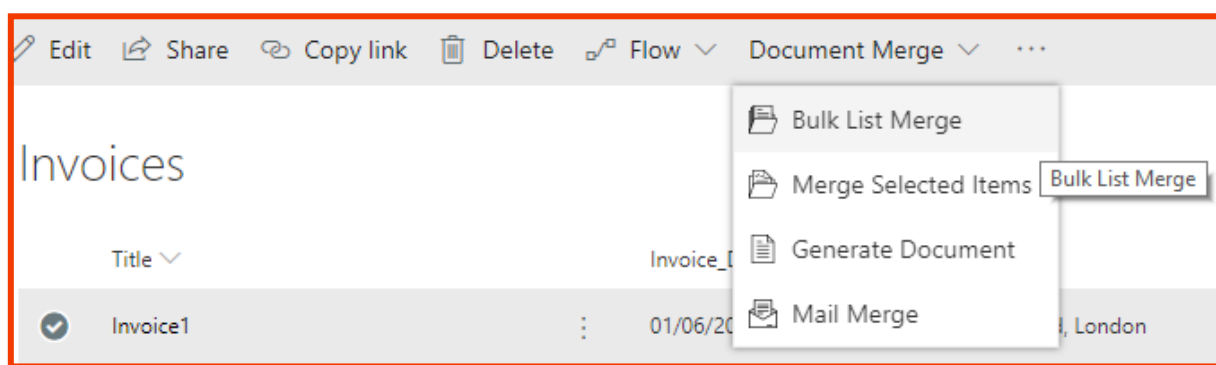 Edit Share Copy link Delete Flow Document Merge ...
Bulk List Merge
Invoices
Merge Selected Items Bulk List Merge
Title Invoice_
Generate Document
Invoice1 01/06/20 London
Mail Merge